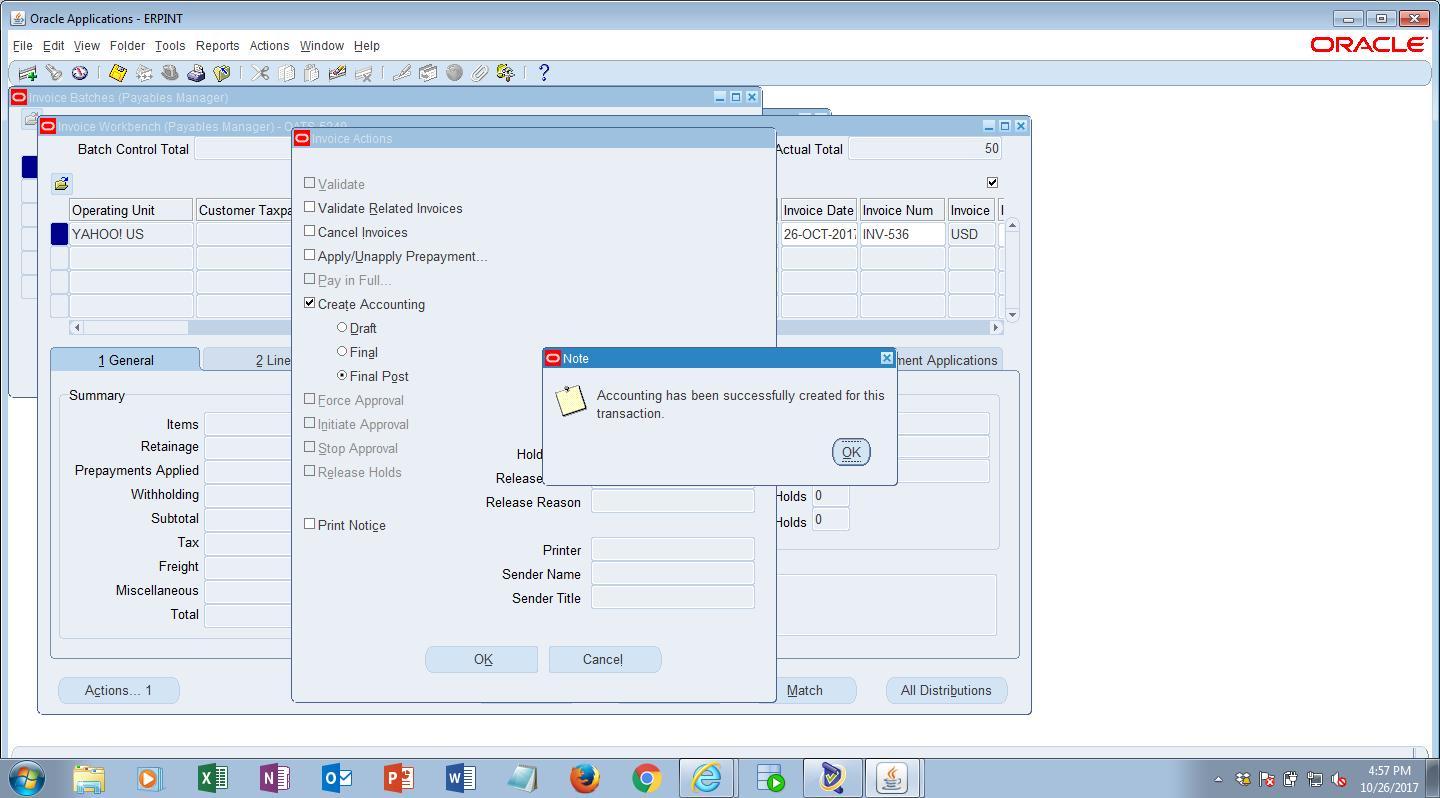 Oracle Applications - ERPINT
File Edit View Folder Tools Reports Actions Window Help
ORACLE
Invoice Batches (Payables Manager)
Invoice Workbench (Payables Manager) -
Invoice Actions
Batch Control Total
Actual Total 50
Operating Unit Customer Taxpa Invoice Date Invoice Num Invoice
YAHOO! US 26-OCT-2017 INV-536 USD
Validate
Validate Related Invoices
Cancel Invoices
Apply/Unapply Prepayment...
Pay in Full...
Create Accounting
Draft
Final
Final Post
Force Approval
Initiate Approval
Stop Approval
Release Holds
Print Notice
1 General
2 Line
ment Applications
Summary
Items
Retainage
Prepayments Applied
Withholding
Subtotal
Tax
Freight
Miscellaneous
Total
Note
Accounting has been successfully created for this
transaction.
OK
Hold
Release
Release Reason
Holds 0
Holds 0
Printer
Sender Name
Sender Title
OK Cancel
Actions... 1
Match
All Distributions
4:57 PM
10/26/2017